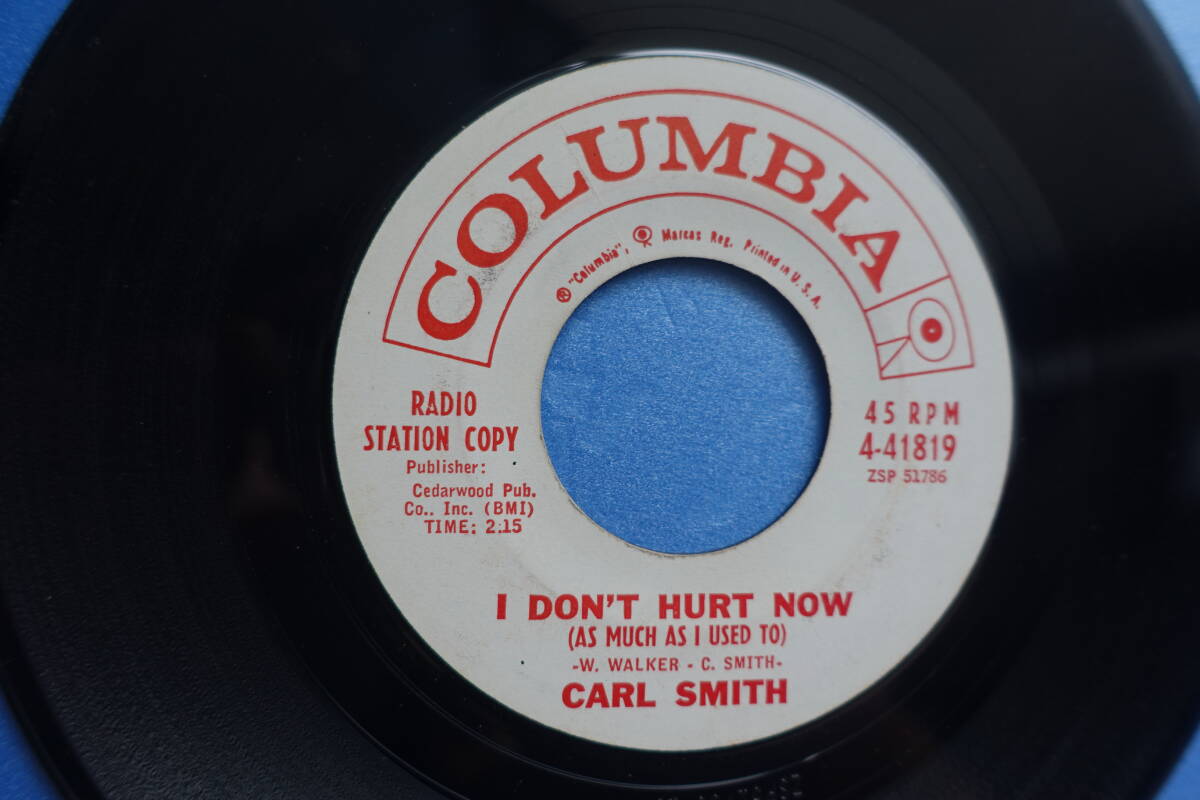 COLUMBIA
® "Columbia", Marcas Reg. Printed in U.S.A.
RADIO
STATION COPY
Publisher:
Cedarwood Pub.
Co., Inc. (BMI)
TIME: 2:15
45 RPM
4-41819
ZSP 51786
I DON'T HURT NOW
(AS MUCH AS I USED TO)
-W. WALKER - C. SMITH-
CARL SMITH